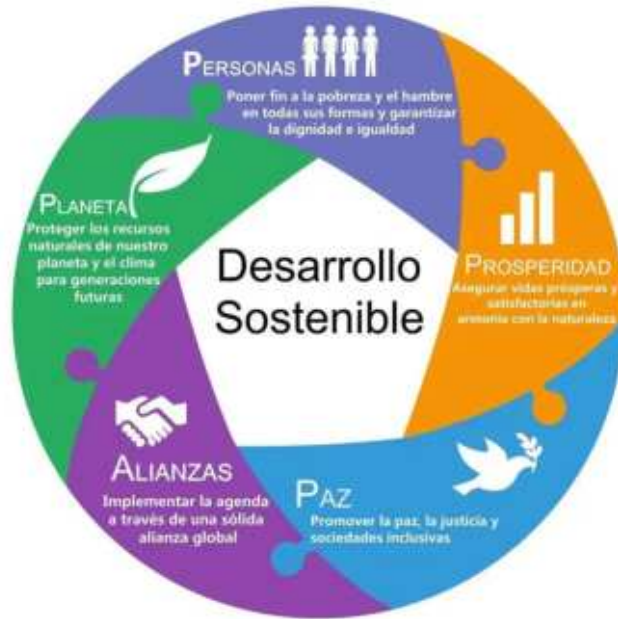 PERSONAS
Poner fin a la pobreza y el hambre
en todas sus formas y garantizar
la dignidad e igualdad
PLANETA
Proteger los recursos
naturales de nuestro
planeta y el clima
para generaciones
futuras
Desarrollo
Sostenible
PROSPERIDAD
Asegurar vidas prósperas y
satisfactorias en
armonía con la naturaleza
ALIANZAS
Implementar la agenda
a través de una sólida
alianza global
PAZ
Promover la paz, la justicia y
sociedades inclusivas